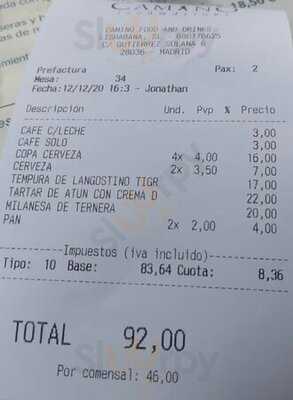 CAMINO
18,50 €
CAMINO FOOD AND DRINKS
C/ GUTIERREZ SOLANA 6
28036 - MADRID
Prefactura Pax: 2
Mesa: 34
Fecha:12/12/20 16:3 - Jonathan
Descripción Und. Pvp % Precio
CAFE C/LECHE 3,00
CAFE SOLO 3,00
COPA CERVEZA 4x 4,00 16,00
CERVEZA 2x 3,50 7,00
TEMPURA DE LANGOSTINO TIGR 17,00
TARTAR DE ATUN CON CREMA D 22,00
MILANESA DE TERNERA 20,00
PAN 2x 2,00 4,00
Impuestos (iva incluido)
Tipo: 10 Base: 83,64 Cuota: 8,36
TOTAL 92,00
Por comensal: 46,00